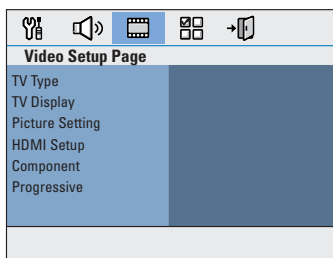 Video Setup Page
TV Type
TV Display
Picture Setting
HDMI Setup
Component
Progressive